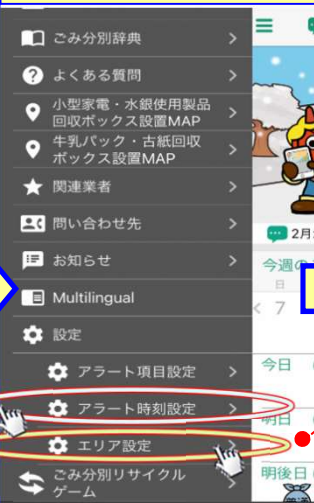 ごみ分別辞典
よくある質問
小型家電・水銀使用製品
回収ボックス設置MAP
牛乳パック・古紙回収
ボックス設置MAP
関連業者
問い合わせ先
お知らせ
Multilingual
設定
アラート項目設定
アラート時刻設定
エリア設定
ごみ分別リサイクル
ゲーム
2月
今週の
日
7
今日
明日
明後日